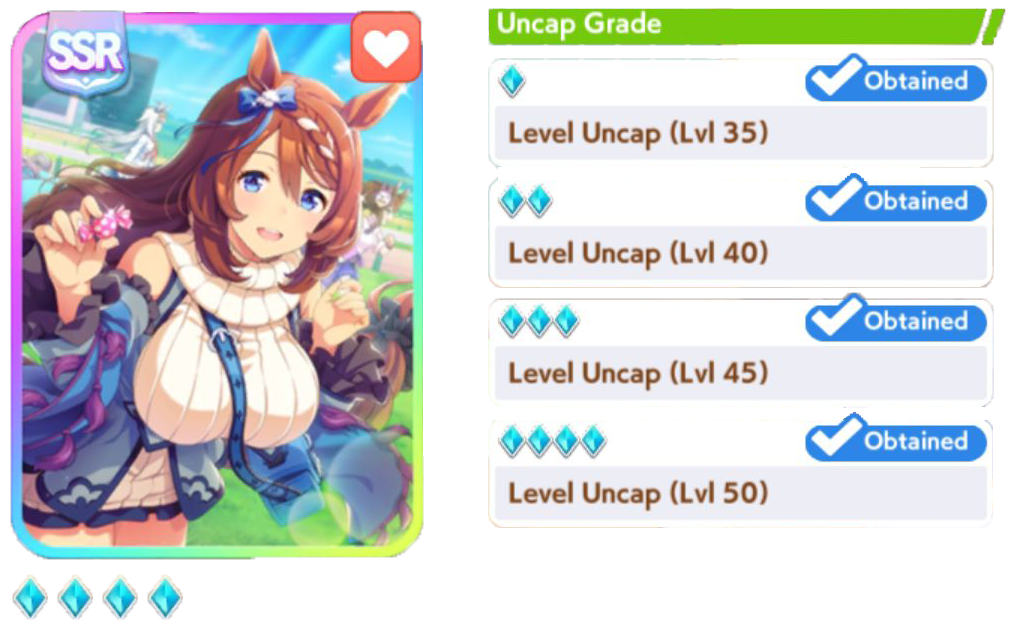 SSR
Uncap Grade
Obtained
Level Uncap (Lvl 35)
Obtained
Level Uncap (Lvl 40)
Obtained
Level Uncap (Lvl 45)
Obtained
Level Uncap (Lvl 50)